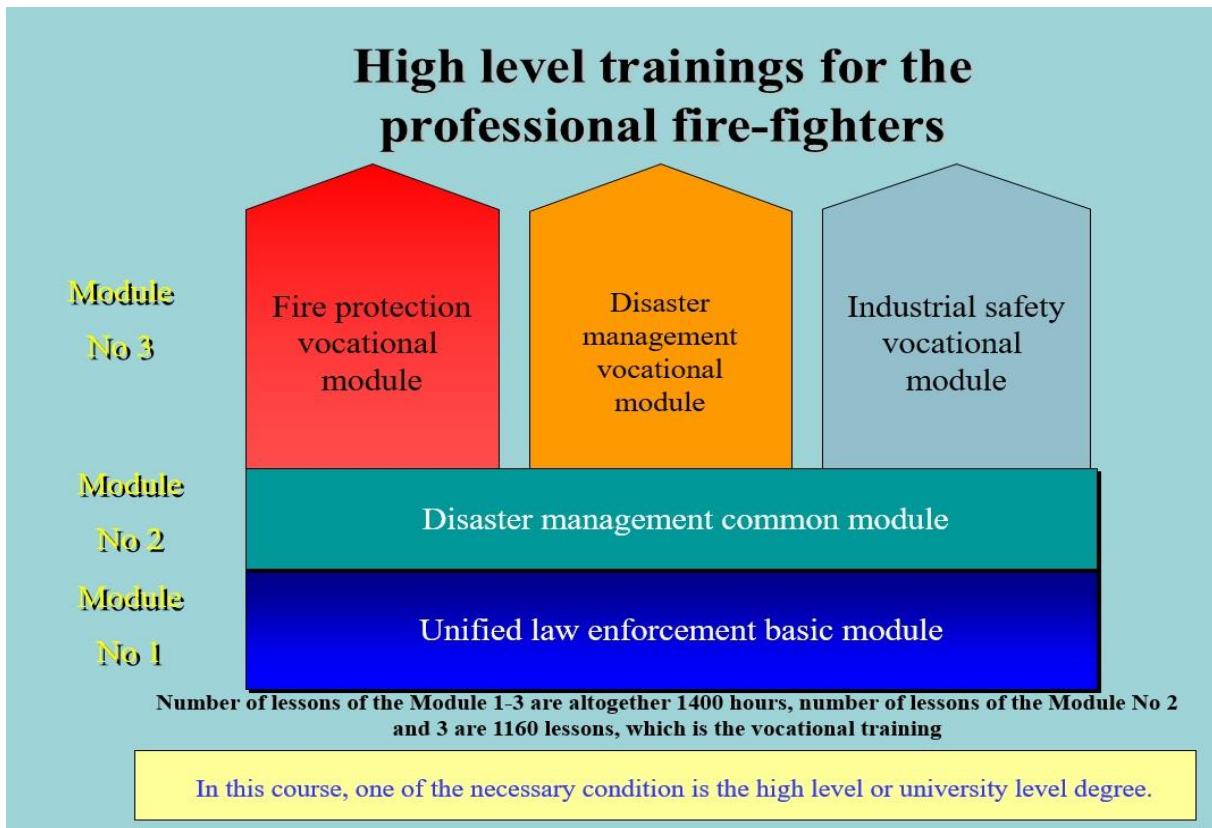 High level trainings for the
professional fire-fighters
Module
No 3
Fire protection
vocational
module
Disaster
management
vocational
module
Industrial safety
vocational
module
Module
No 2
Disaster management common module
Module
No 1
Unified law enforcement basic module
Number of lessons of the Module 1-3 are altogether 1400 hours, number of lessons of the Module No 2
and 3 are 1160 lessons, which is the vocational training
In this course, one of the necessary condition is the high level or university level degree.